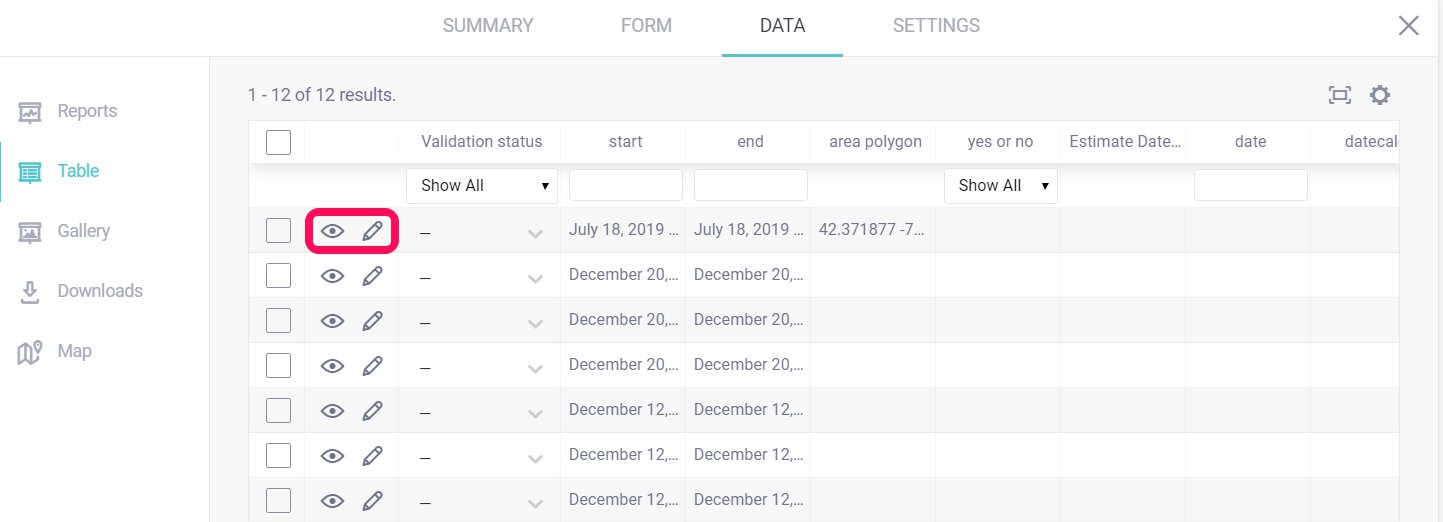 SUMMARY FORM DATA SETTINGS
Reports
Table
Gallery
Downloads
Map
1 - 12 of 12 results.
Validation status start end area polygon yes or no Estimate Date... date datecal
Show All Show All
– July 18, 2019 ... July 18, 2019 ... 42.371877 -7...
– December 20,... December 20,...
– December 20,... December 20,...
– December 20,... December 20,...
– December 12,... December 12,...
– December 12,... December 12,...
– December 12,... December 12,...